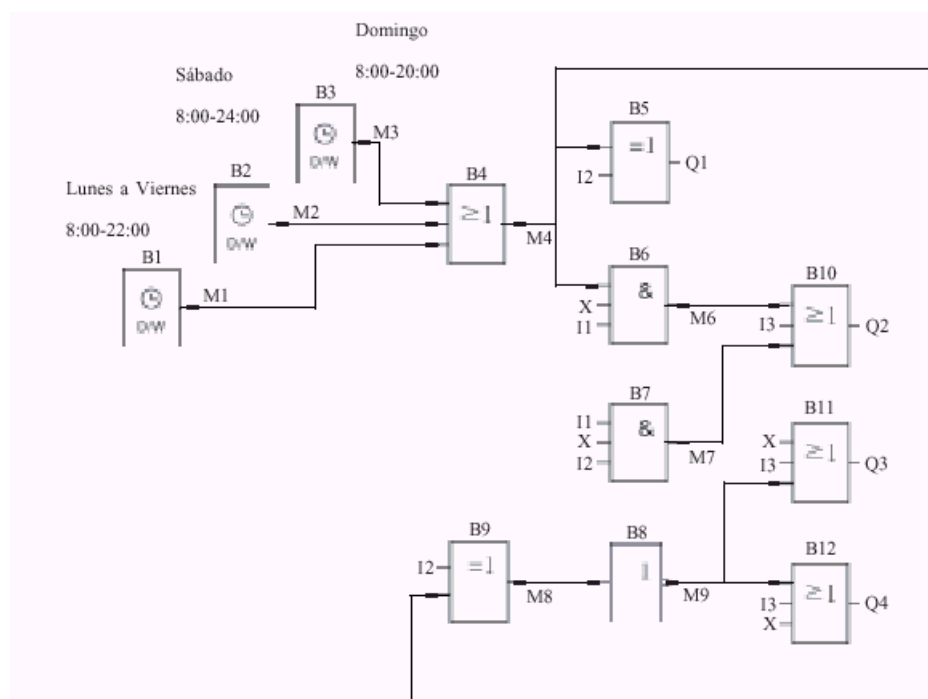 Domingo
8:00-20:00
Sábado
8:00-24:00
B3
D/W
M3
B5
=1
Q1
I2
Lunes a Viernes
8:00-22:00
B2
D/W
M2
B4
≥1
M4
B1
D/W
M1
B6
&
X
I1
M6
B10
≥1
I3
Q2
B7
I1
&
X
I2
M7
B11
X
≥1
I3
Q3
B9
I2
=1
M8
B8
1
M9
B12
≥1
I3
Q4
X